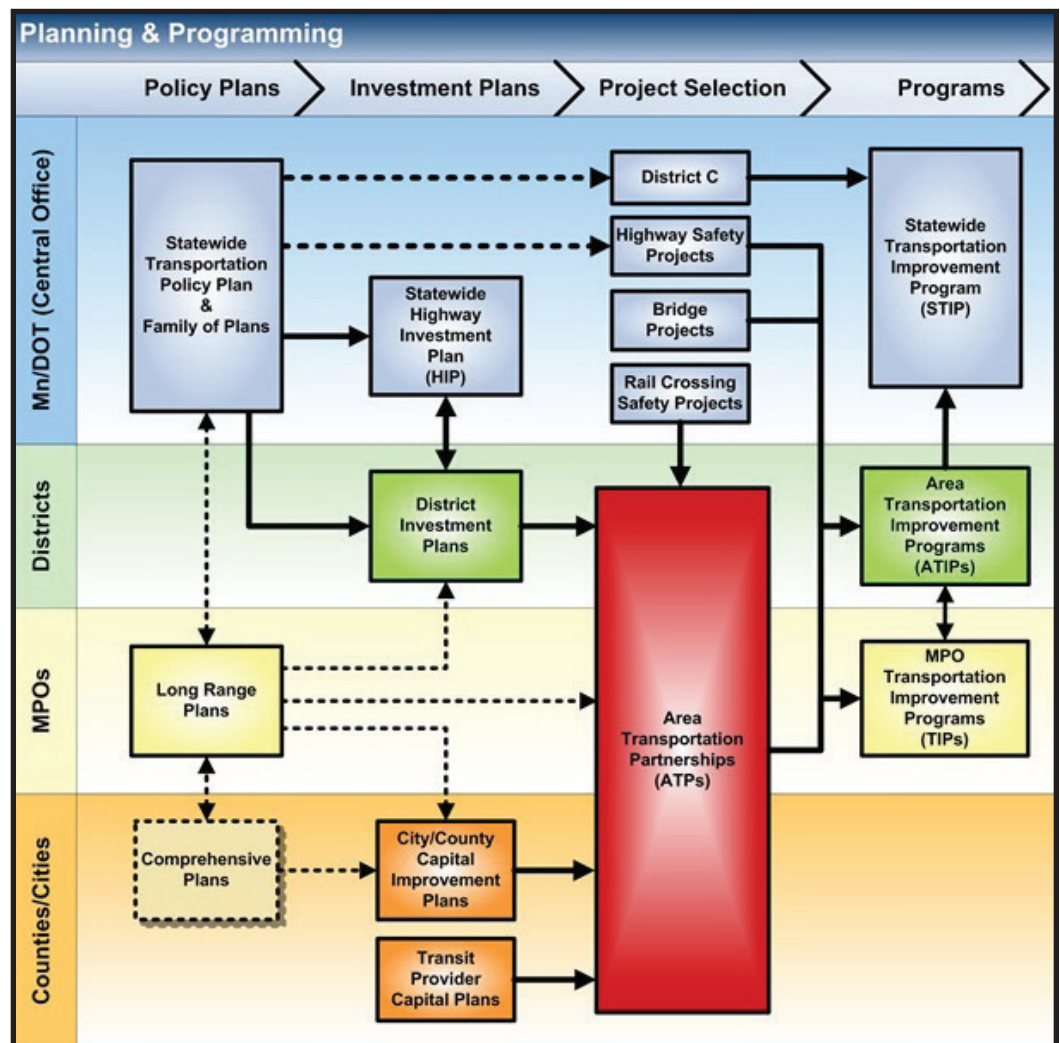 Planning & Programming
Policy Plans
Investment Plans
Project Selection
Programs
Mn/DOT (Central Office)
Statewide
Transportation
Policy Plan
&
Family of Plans
Statewide
Highway
Investment
Plan
(HIP)
District C
Highway Safety
Projects
Bridge
Projects
Rail Crossing
Safety Projects
Statewide
Transportation
Improvement
Program
(STIP)
Districts
District
Investment
Plans
Area
Transportation
Improvement
Programs
(ATIPs)
MPOs
Long Range
Plans
Area
Transportation
Partnerships
(ATPs)
MPO
Transportation
Improvement
Programs
(TIPs)
Counties/Cities
Comprehensive
Plans
City/County
Capital
Improvement
Plans
Transit
Provider
Capital Plans